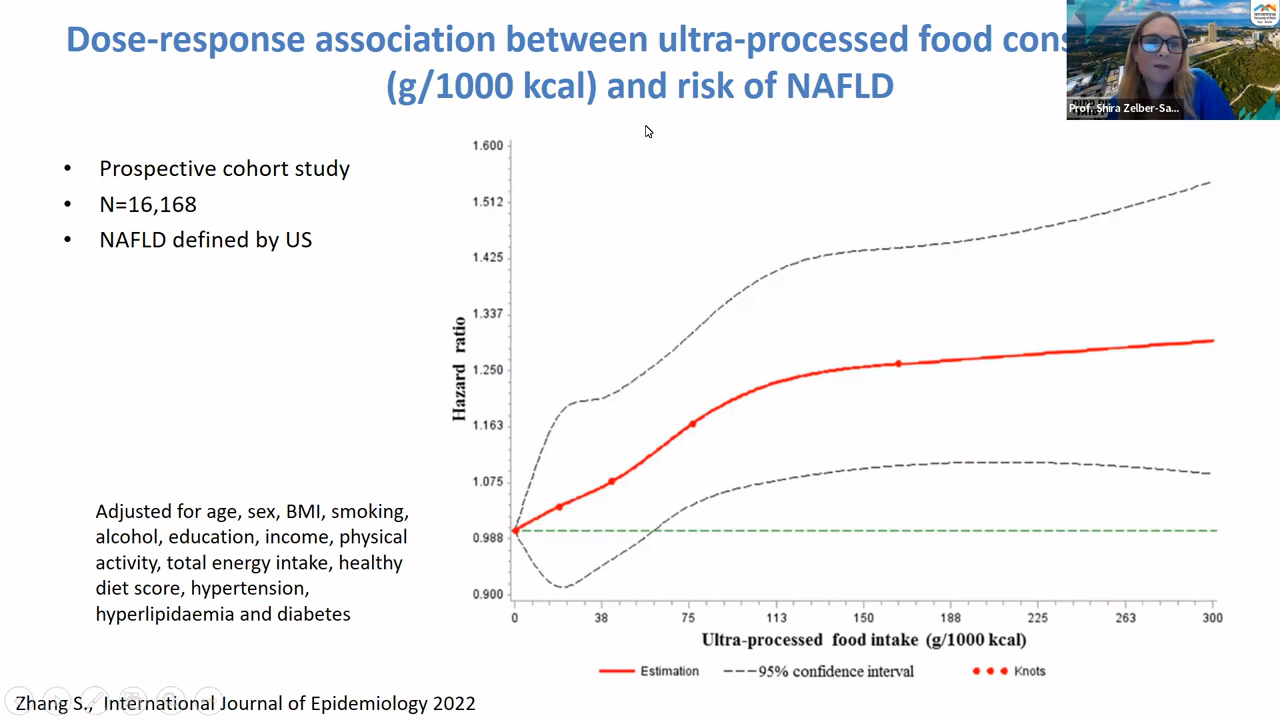 Dose-response association between ultra-processed food cons
(g/1000 kcal) and risk of NAFLD
Prof. Shira Zelber-Sa...
• Prospective cohort study
• N=16,168
• NAFLD defined by US
Adjusted for age, sex, BMI, smoking,
alcohol, education, income, physical
activity, total energy intake, healthy
diet score, hypertension,
hyperlipidaemia and diabetes
Hazard ratio
1.600
1.512
1.425
1.337
1.250
1.163
1.075
0.988
0.900
0 38 75 113 150 188 225 263 300
Ultra-processed food intake (g/1000 kcal)
Estimation 95% confidence interval Knots
Zhang S., International Journal of Epidemiology 2022